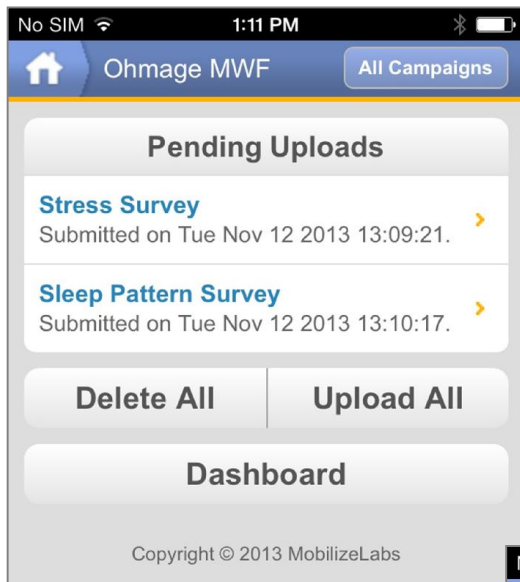 No SIM 1:11 PM
Ohmage MWF All Campaigns
Pending Uploads
Stress Survey
Submitted on Tue Nov 12 2013 13:09:21.
Sleep Pattern Survey
Submitted on Tue Nov 12 2013 13:10:17.
Delete All Upload All
Dashboard
Copyright © 2013 MobilizeLabs